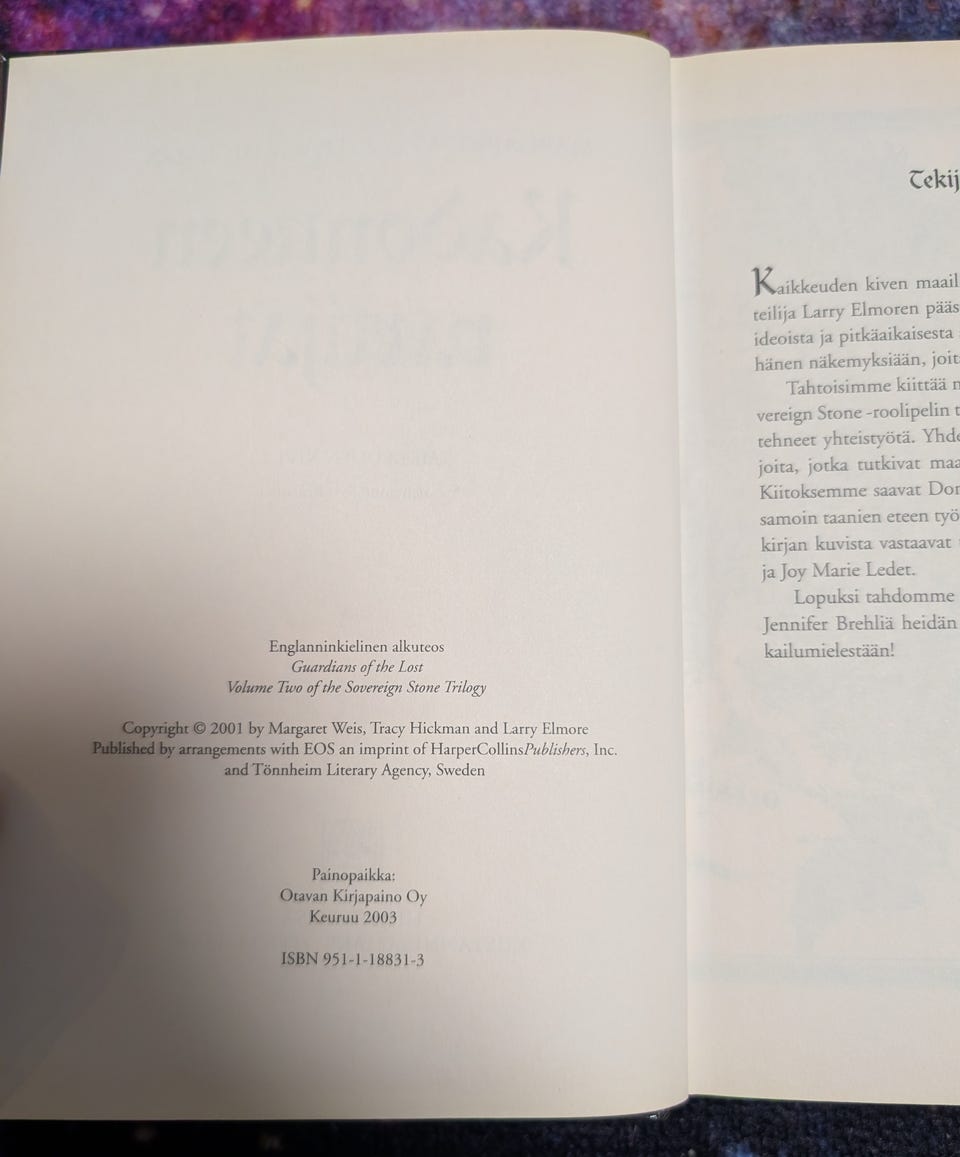 Englanninkielinen alkuteos
Guardians of the Lost
Volume Two of the Sovereign Stone Trilogy
Copyright © 2001 by Margaret Weis, Tracy Hickman and Larry Elmore
Published by arrangements with EOS an imprint of HarperCollinsPublishers, Inc.
and Tönnheim Literary Agency, Sweden
Painopaikka:
Otavan Kirjapaino Oy
Keuruu 2003
ISBN 951-1-18831-3
Tekij
Kaikkeuden kiven maail
teilija Larry Elmoren pääs
ideoista ja pitkäaikaisesta
hänen näkemyksiään, joit
Tahtoisimme kiittää
vereign Stone -roolipelin t
tehneet yhteistyötä. Yhde
joita, jotka tutkivat maa
Kiitoksemme saavat Don
samoin taanien eteen työ
kirjan kuvista vastaavat
ja Joy Marie Ledet.
Lopuksi tahdomme
Jennifer Brehliä heidän
kailumielestään!